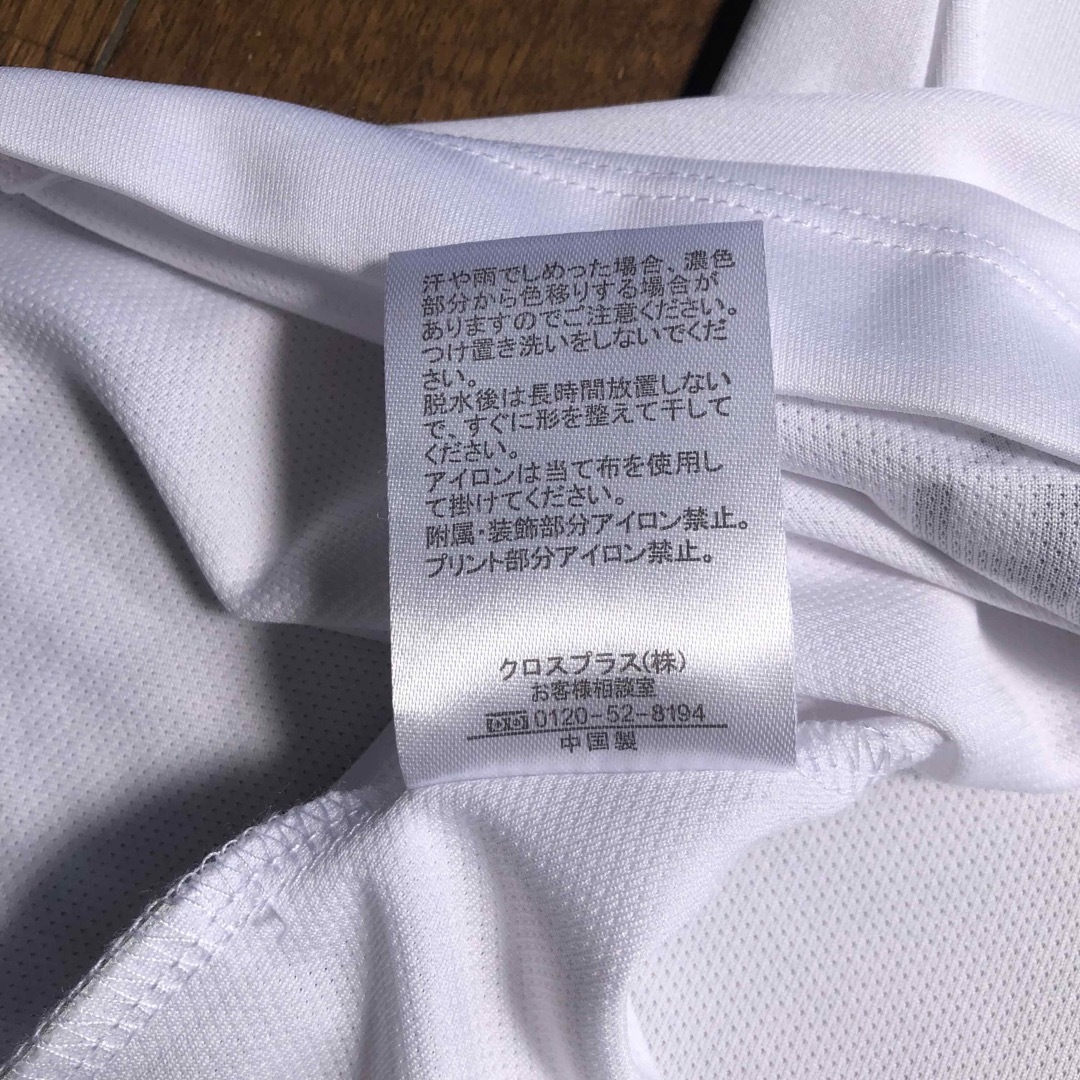 汗や雨でしめった場合、濃色
部分から色移りする場合が
ありますのでご注意ください。
つけ置き洗いをしないでくだ
さい。
脱水後は長時間放置しない
で、すぐに形を整えて干して
ください。
アイロンは当て布を使用し
て掛けてください。
附属・装飾部分アイロン禁止。
プリント部分アイロン禁止。
クロスプラス(株)
お客様相談室
0120-52-8194
中国製